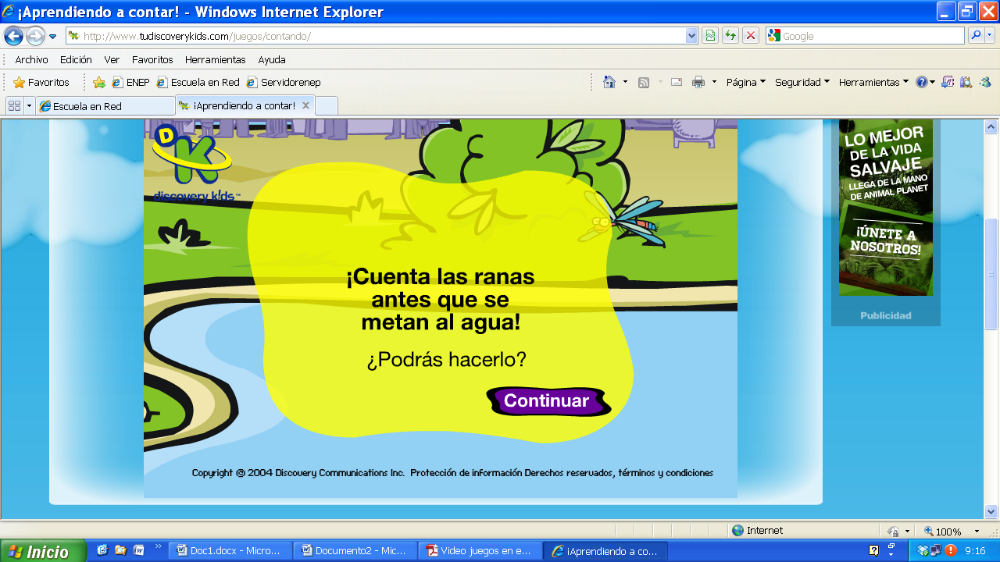 ¡Aprendiendo a contar! - Windows Internet Explorer
http://www.tudiscoverykids.com/juegos/contando/
Google
Archivo Edición Ver Favoritos Herramientas Ayuda
Favoritos ENEP Escuela en Red Servidorenep Página Seguridad Herramientas
Escuela en Red ¡Aprendiendo a contar!
D K
discovery kids™
LO MEJOR
DE LA VIDA
SALVAJE
LLEGA DE LA MANO
DE ANIMAL PLANET
¡ÚNETE A
NOSOTROS!
Publicidad
¡Cuenta las ranas
antes que se
metan al agua!
¿Podrás hacerlo?
Continuar
Copyright @ 2004 Discovery Communications Inc. Protección de información Derechos reservados, términos y condiciones
Internet 100%
Inicio Doc1.docx - Micro... Documento2 - Mic... Video juegos en e... ¡Aprendiendo a co... 9:16